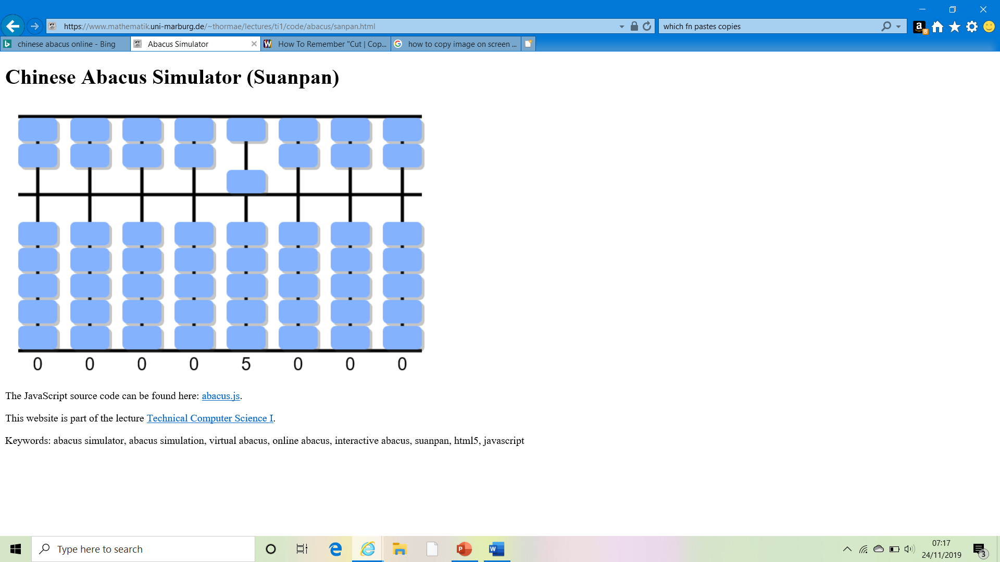 https://www.mathematik.uni-marburg.de/~thormae/lectures/ti1/code/abacus/sanpan.html
which fn pastes copies
a
8
chinese abacus online - Bing
Abacus Simulator
W
How To Remember "Cut | Cop...
G
how to copy image on screen ...
Chinese Abacus Simulator (Suanpan)
0 0 0 0 5 0 0 0
The JavaScript source code can be found here: abacus.js.
This website is part of the lecture Technical Computer Science I.
Keywords: abacus simulator, abacus simulation, virtual abacus, online abacus, interactive abacus, suanpan, html5, javascript
Type here to search
P
W
07:17
24/11/2019
3